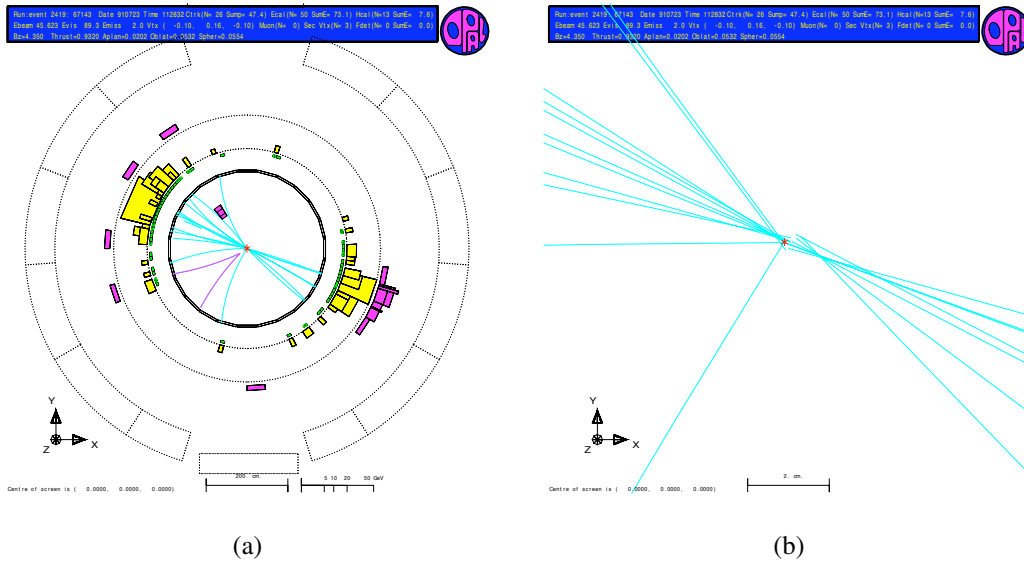 Run:event 2419: 67143 Date 910723 Time 112832 Ctrk(N= 26 Sump= 47.4) Ecal(N= 50 SumE= 73.1) Hcal(N=13 SumE= 7.6)
Ebeam 45.623 Evis 89.3 Emiss 2.0 Vtx ( -0.10, 0.16, -0.10) Muon(N= 0) Sec Vtx(N= 3) Fdet(N= 0 SumE= 0.0)
Bz=4.350 Thrust=0.9320 Aplan=0.0202 Oblat=0.0532 Spher=0.0554
Y
Z X
200. cm.
5 10 20 50 GeV
Centre of screen is ( 0.0000, 0.0000, 0.0000)
(a)
Run:event 2419: 67143 Date 910723 Time 112832 Ctrk(N= 26 Sump= 47.4) Ecal(N= 50 SumE= 73.1) Hcal(N=13 SumE= 7.6)
Ebeam 45.623 Evis 89.3 Emiss 2.0 Vtx ( -0.10, 0.16, -0.10) Muon(N= 0) Sec Vtx(N= 3) Fdet(N= 0 SumE= 0.0)
Bz=4.350 Thrust=0.9320 Aplan=0.0202 Oblat=0.0532 Spher=0.0554
Y
Z X
2. cm.
Centre of screen is ( 0.0000, 0.0000, 0.0000)
(b)